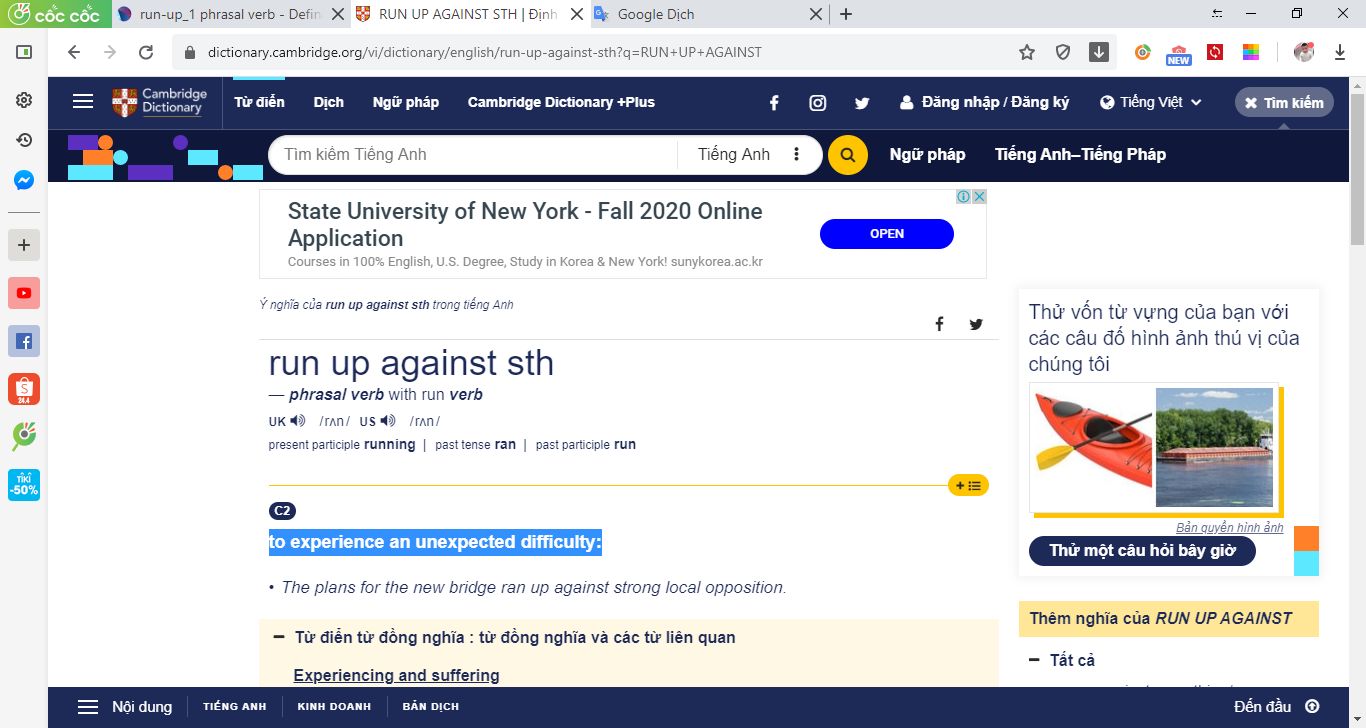 cốc cốc
run-up_1 phrasal verb - Defin
RUN UP AGAINST STH | Định
Google Dịch
dictionary.cambridge.org/vi/dictionary/english/run-up-against-sth?q=RUN+UP+AGAINST
NEW
Cambridge
Dictionary
Từ điển
Dịch
Ngữ pháp
Cambridge Dictionary +Plus
Đăng nhập / Đăng ký
Tiếng Việt
Tìm kiếm
Tìm kiếm Tiếng Anh
Tiếng Anh
Ngữ pháp
Tiếng Anh–Tiếng Pháp
State University of New York - Fall 2020 Online
Application
Courses in 100% English, U.S. Degree, Study in Korea & New York! sunykorea.ac.kr
OPEN
Ý nghĩa của run up against sth trong tiếng Anh
run up against sth
— phrasal verb with run verb
UK /rʌn/ US /rʌn/
present participle running | past tense ran | past participle run
C2
to experience an unexpected difficulty:
• The plans for the new bridge ran up against strong local opposition.
Từ điển từ đồng nghĩa : từ đồng nghĩa và các từ liên quan
Experiencing and suffering
Thử vốn từ vựng của bạn với
các câu đố hình ảnh thú vị của
chúng tôi
Bản quyền hình ảnh
Thử một câu hỏi bây giờ
Thêm nghĩa của RUN UP AGAINST
Tất cả
24.4
TIKI
-50%
Nội dung
TIẾNG ANH
KINH DOANH
BẢN DỊCH
Đến đầu